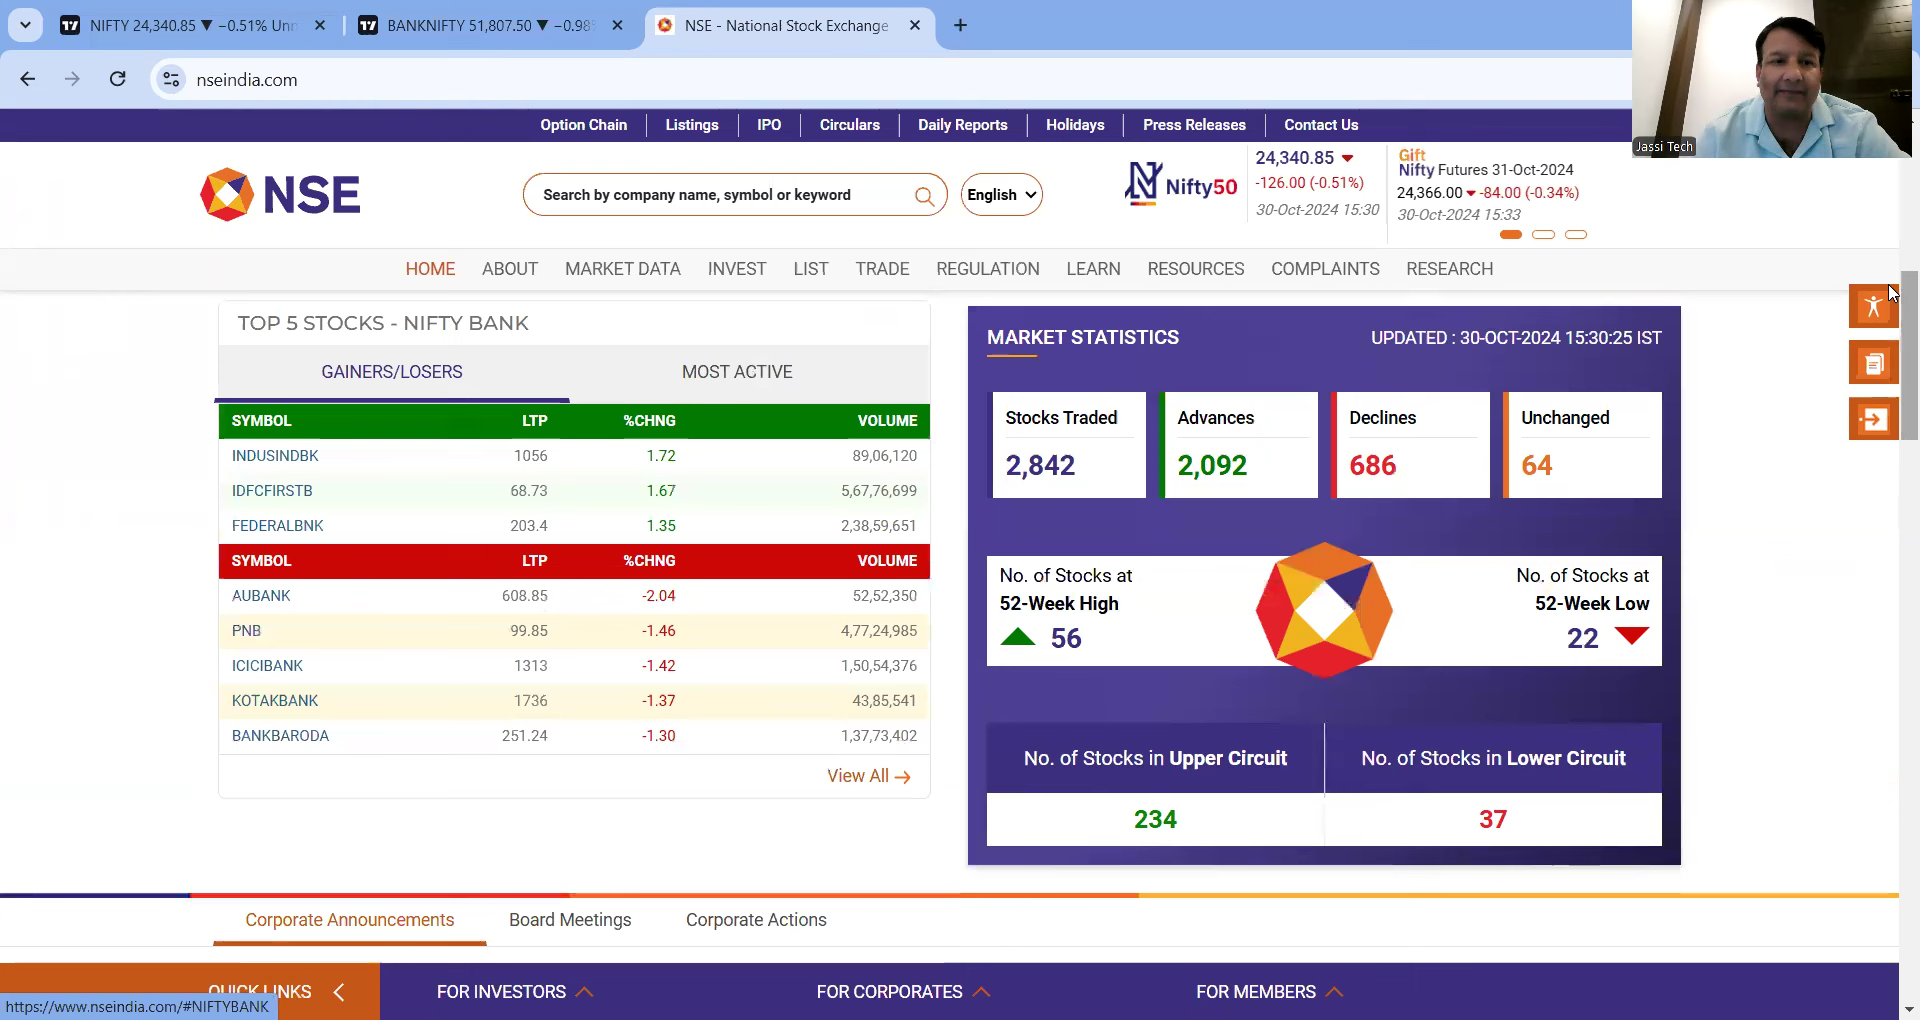 NIFTY 24,340.85 ▼ −0.51% Unn
BANKNIFTY 51,807.50 ▼ −0.98%
NSE - National Stock Exchange
nseindia.com
Option Chain
Listings
IPO
Circulars
Daily Reports
Holidays
Press Releases
Contact Us
Jassi Tech
NSE
Search by company name, symbol or keyword
English
Nifty50
24,340.85
-126.00 (-0.51%)
30-Oct-2024 15:30
Gift
Nifty Futures 31-Oct-2024
24,366.00 -84.00 (-0.34%)
30-Oct-2024 15:33
HOME
ABOUT
MARKET DATA
INVEST
LIST
TRADE
REGULATION
LEARN
RESOURCES
COMPLAINTS
RESEARCH
TOP 5 STOCKS - NIFTY BANK
GAINERS/LOSERS
MOST ACTIVE
SYMBOL LTP %CHNG VOLUME
INDUSINDBK 1056 1.72 89,06,120
IDFCFIRSTB 68.73 1.67 5,67,76,699
FEDERALBNK 203.4 1.35 2,38,59,651
SYMBOL LTP %CHNG VOLUME
AUBANK 608.85 -2.04 52,52,350
PNB 99.85 -1.46 4,77,24,985
ICICIBANK 1313 -1.42 1,50,54,376
KOTAKBANK 1736 -1.37 43,85,541
BANKBARODA 251.24 -1.30 1,37,73,402
View All
MARKET STATISTICS
UPDATED : 30-OCT-2024 15:30:25 IST
Stocks Traded
2,842
Advances
2,092
Declines
686
Unchanged
64
No. of Stocks at
52-Week High
56
No. of Stocks at
52-Week Low
22
No. of Stocks in Upper Circuit
234
No. of Stocks in Lower Circuit
37
Corporate Announcements
Board Meetings
Corporate Actions
QUICK LINKS
FOR INVESTORS
FOR CORPORATES
FOR MEMBERS
https://www.nseindia.com/#NIFTYBANK